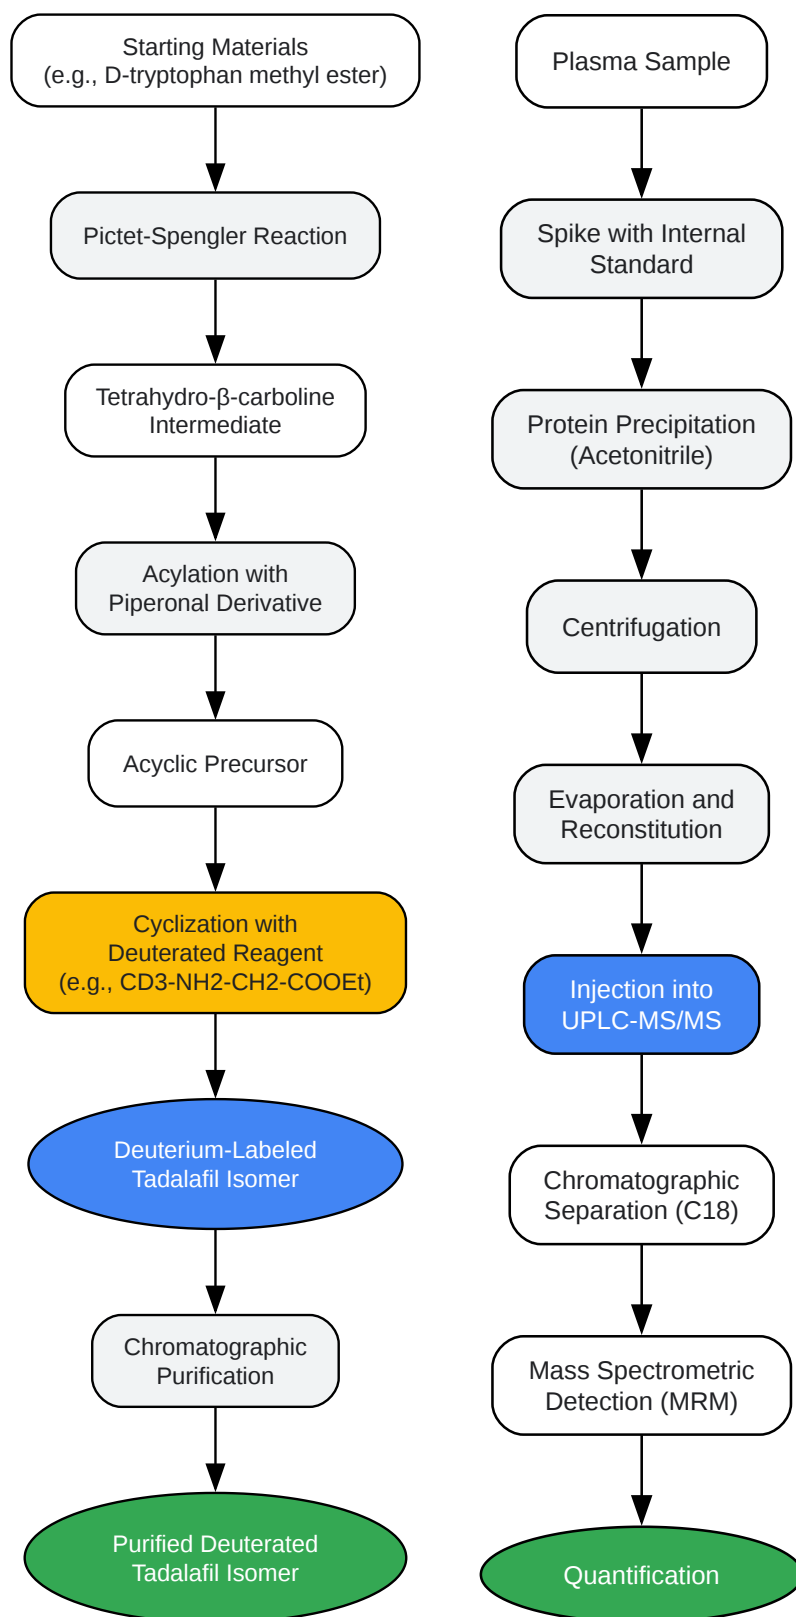 Starting Materials
(e.g., D-tryptophan methyl ester)
Pictet-Spengler Reaction
Tetrahydro-β-carboline
Intermediate
Acylation with
Piperonal Derivative
Acyclic Precursor
Cyclization with
Deuterated Reagent
(e.g., CD3-NH2-CH2-COOEt)
Deuterium-Labeled
Tadalafil Isomer
Chromatographic
Purification
Purified Deuterated
Tadalafil Isomer
Plasma Sample
Spike with Internal
Standard
Protein Precipitation
(Acetonitrile)
Centrifugation
Evaporation and
Reconstitution
Injection into
UPLC-MS/MS
Chromatographic
Separation (C18)
Mass Spectrometric
Detection (MRM)
Quantification